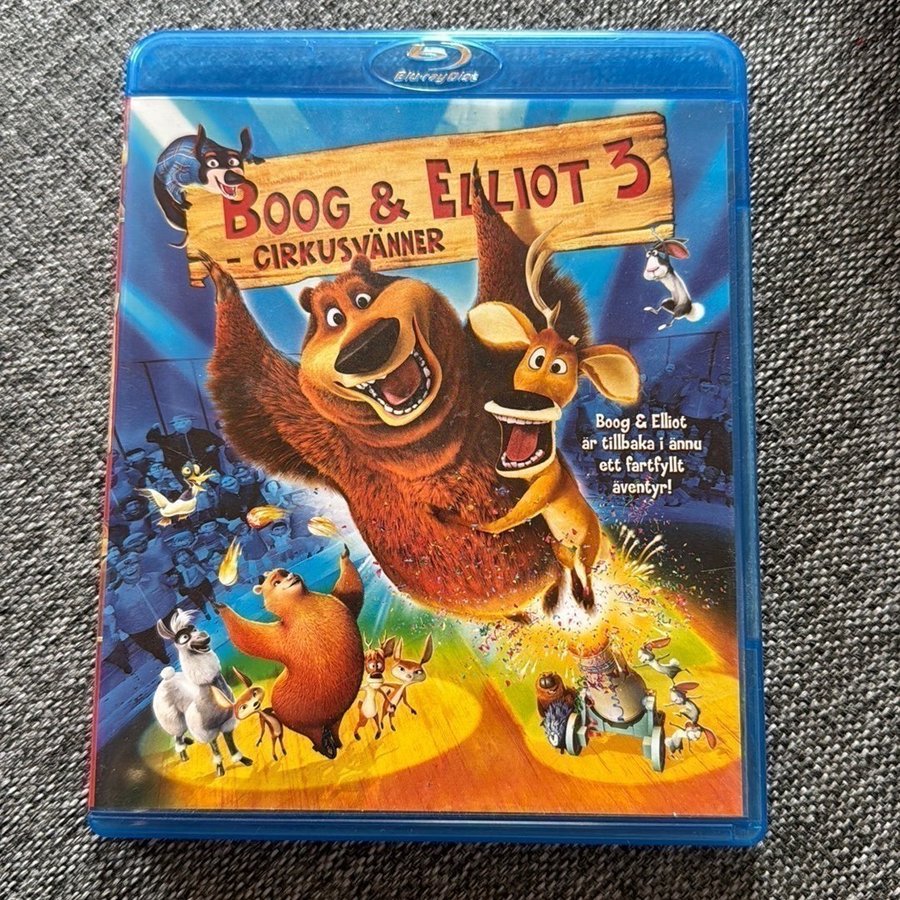 Blu-ray Disc
BOOG & ELLIOT 3
- CIRKUSVÄNNER
Boog & Elliot
är tillbaka i ännu
ett fartfyllt
äventyr!